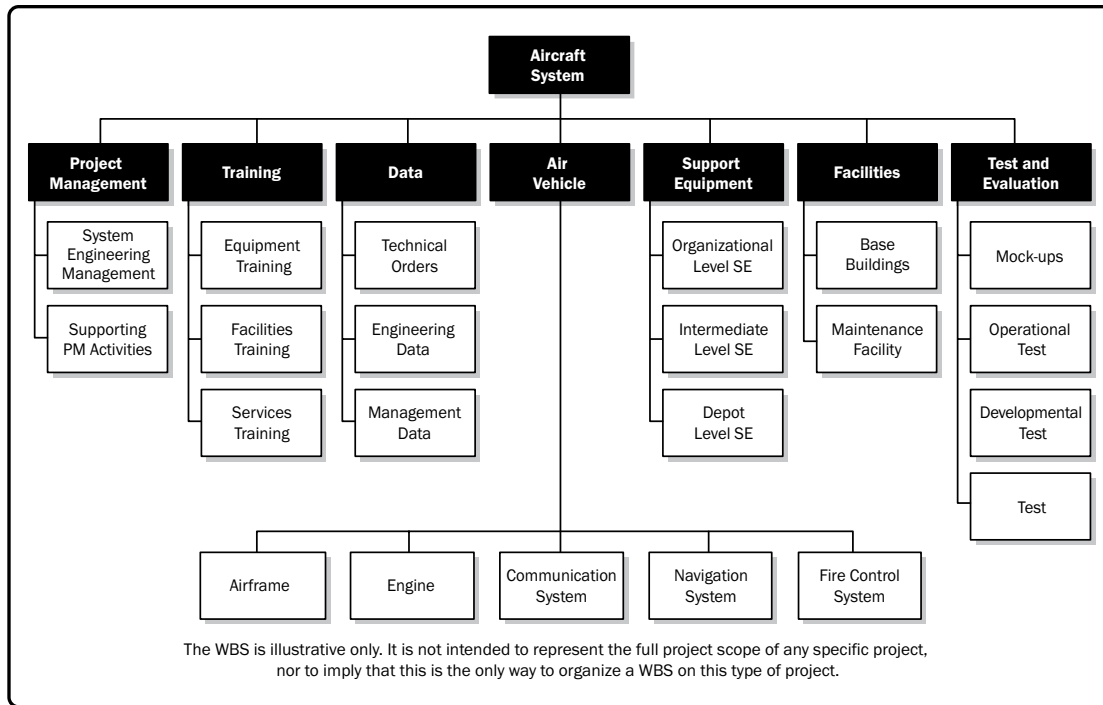 Aircraft
System
Project
Management
Training
Data
Air
Vehicle
Support
Equipment
Facilities
Test and
Evaluation
System
Engineering
Management
Supporting
PM Activities
Equipment
Training
Facilities
Training
Services
Training
Technical
Orders
Engineering
Data
Management
Data
Organizational
Level SE
Intermediate
Level SE
Depot
Level SE
Base
Buildings
Maintenance
Facility
Mock-ups
Operational
Test
Developmental
Test
Test
Airframe
Engine
Communication
System
Navigation
System
Fire Control
System
The WBS is illustrative only. It is not intended to represent the full project scope of any specific project,
nor to imply that this is the only way to organize a WBS on this type of project.